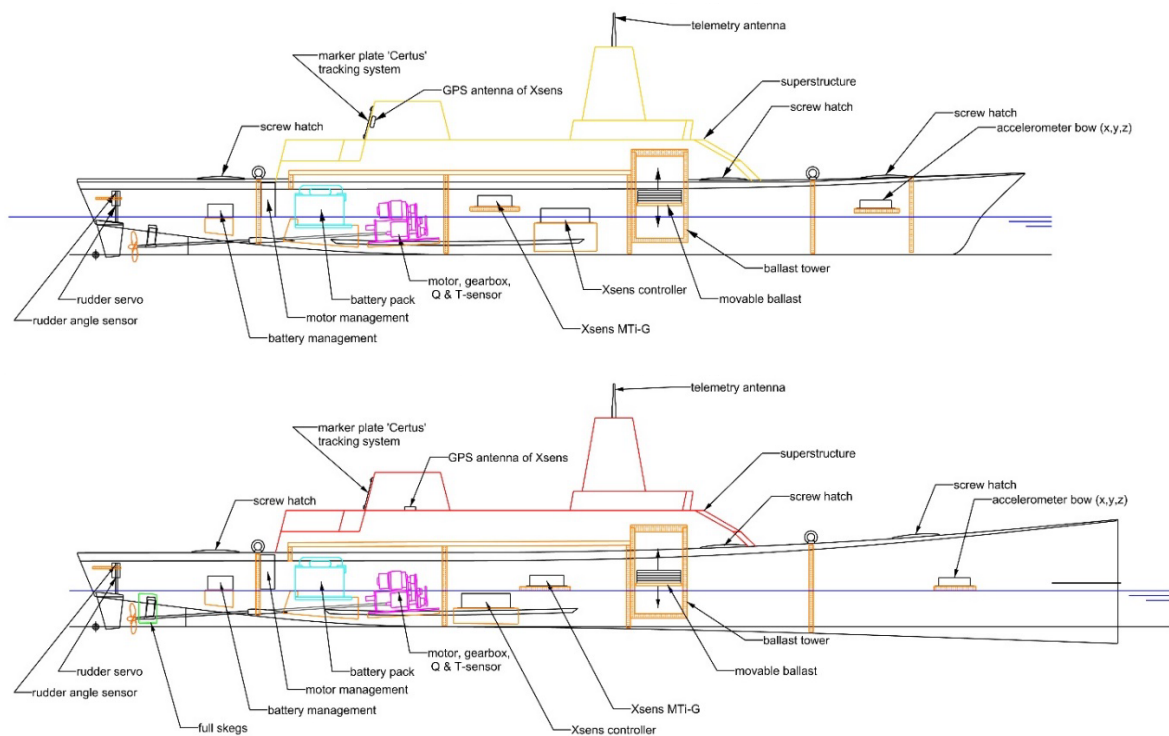 telemetry antenna
marker plate 'Certus'
tracking system
GPS antenna of Xsens
superstructure
screw hatch
screw hatch
screw hatch
accelerometer bow (x,y,z)
rudder servo
rudder angle sensor
battery management
motor management
battery pack
motor, gearbox,
Q & T-sensor
Xsens MTi-G
Xsens controller
movable ballast
ballast tower
telemetry antenna
marker plate 'Certus'
tracking system
GPS antenna of Xsens
superstructure
screw hatch
screw hatch
screw hatch
accelerometer bow (x,y,z)
rudder servo
rudder angle sensor
full skegs
battery management
motor management
battery pack
motor, gearbox,
Q & T-sensor
Xsens controller
Xsens MTi-G
movable ballast
ballast tower